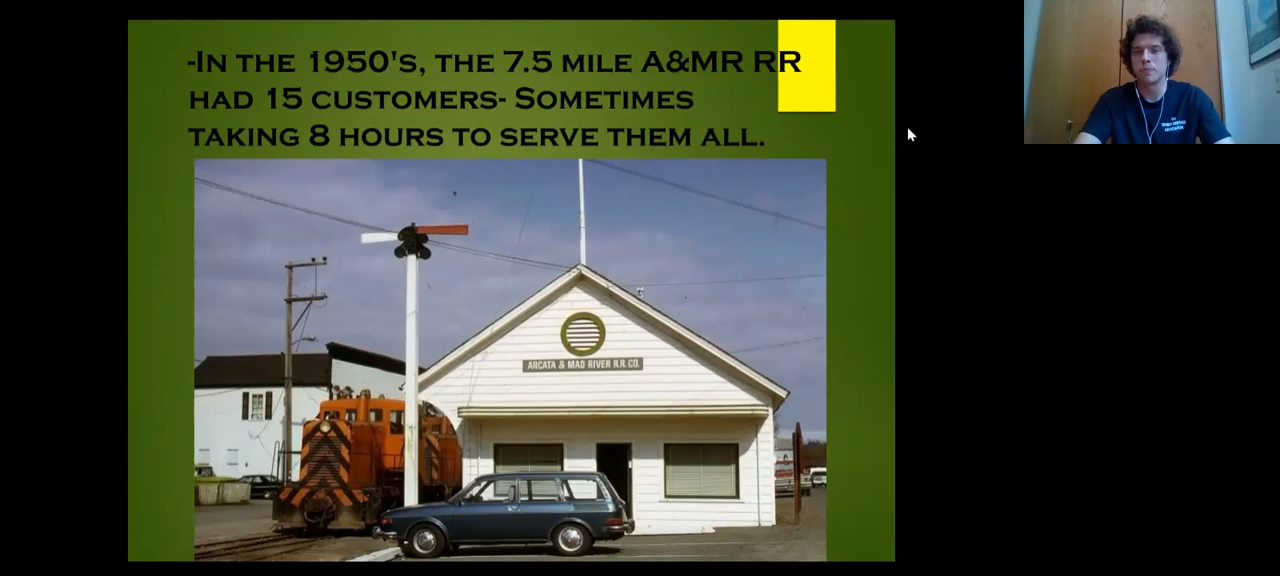 -IN THE 1950'S, THE 7.5 MILE A&MR RR
HAD 15 CUSTOMERS- SOMETIMES
TAKING 8 HOURS TO SERVE THEM ALL.
ARCATA & MAD RIVER R.R. CO.